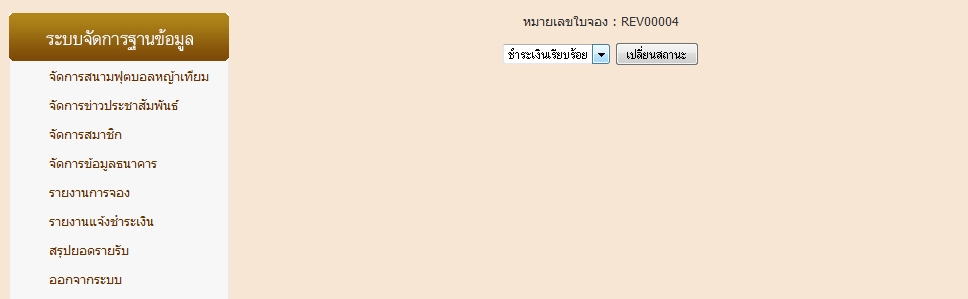 ระบบจัดการฐานข้อมูล
จัดการสนามฟุตบอลหญ้าเทียม
จัดการข่าวประชาสัมพันธ์
จัดการสมาชิก
จัดการข้อมูลธนาคาร
รายงานการจอง
รายงานแจ้งชำระเงิน
สรุปยอดรายรับ
ออกจากระบบ
หมายเลขใบจอง : REV00004
ชำระเงินเรียบร้อย เปลี่ยนสถานะ